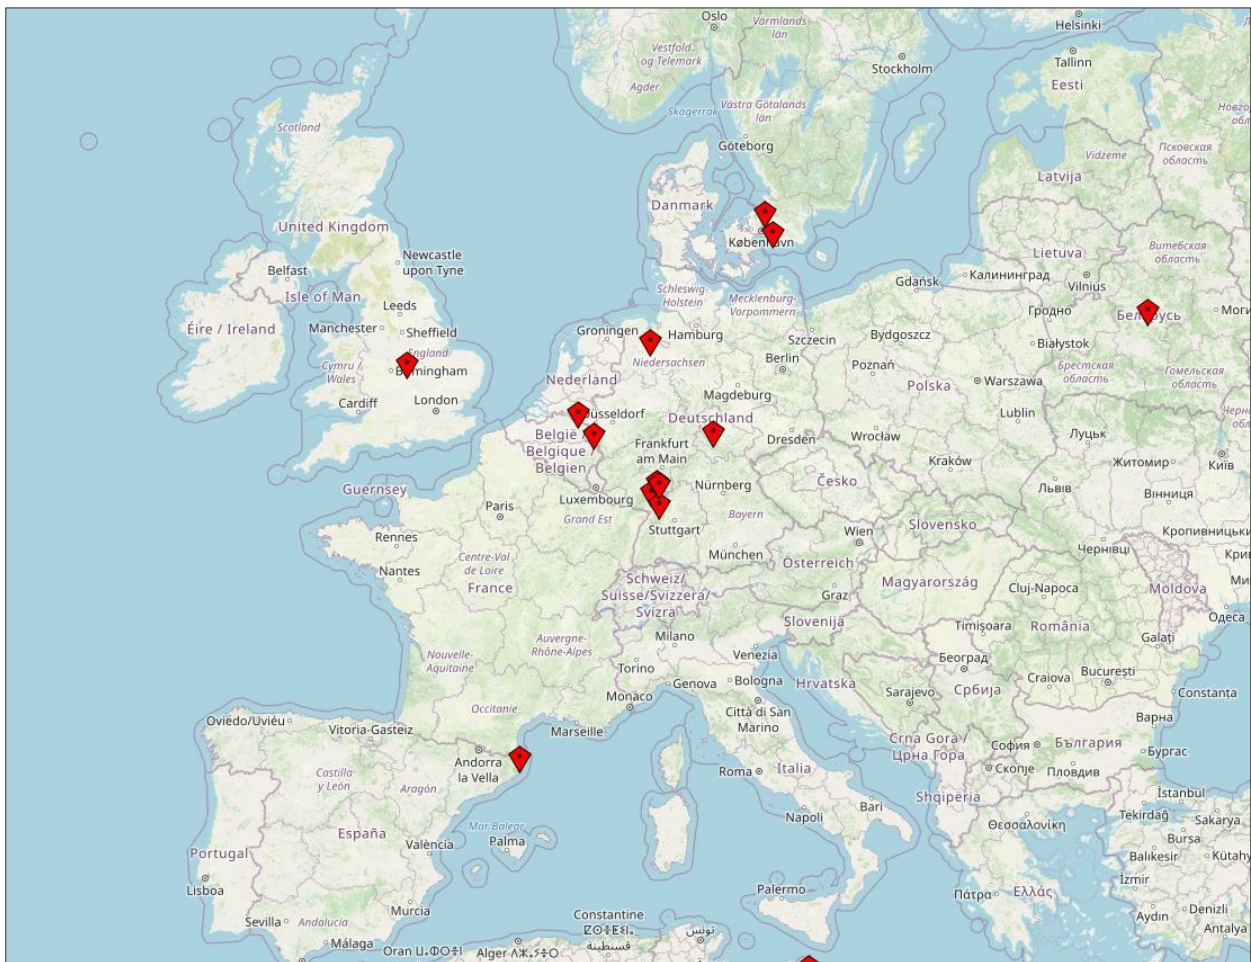 Oslo
Helsinki
Värmlands
län
Vestfold
og Telemark
Agder
Stockholm
Tallinn
Eesti
Skagerrak
Västra Götalands
län
Göteborg
Scotland
Псковская
область
Vidzeme
Latvija
Danmark
United Kingdom
København
Lietuva
Витебская
область
Newcastle
upon Tyne
Belfast
Isle of Man
Gdańsk
Калининград
Vilnius
Schleswig-
Holstein
Mecklenburg-
Vorpommern
Leeds
Гродно
Éire / Ireland
Manchester
Sheffield
Groningen
Hamburg
Szczecin
Bydgoszcz
Białystok
England
Niedersachsen
Berlin
Cymru /
Wales
Poznań
Брестская
область
Гомельская
область
Nederland
Polska
Warszawa
Magdeburg
Cardiff
London
Deutschland
Lublin
België /
Belgique /
Belgien
Frankfurt
am Main
Dresden
Wrocław
Луцьк
Київ
Житомир
Kraków
Česko
Львів
Guernsey
Luxembourg
Nürnberg
Вінниця
Paris
Grand Est
Bayern
Stuttgart
Slovensko
Rennes
Wien
Кропивницький
München
Чернівці
Centre-Val
de Loire
Österreich
Nantes
France
Schweiz/
Suisse/Svizzera/
Svizra
Magyarország
Cluj-Napoca
Moldova
Graz
Slovenija
Timișoara
România
Одеса
Milano
Auvergne-
Rhône-Alpes
Galați
Nouvelle-
Aquitaine
Venezia
Torino
Београд
Genova
Bologna
Hrvatska
Craiova
București
Monaco
Sarajevo
Србија
Constanța
Occitanie
Città di San
Marino
Oviedo/Uviéu
Vitoria-Gasteiz
Marseille
Варна
Crna Gora /
Црна Гора
София
България
Бургас
Andorra
la Vella
Castilla
y León
Aragón
Roma
Italia
Скопје
Пловдив
Shqipëria
İstanbul
Tekirdağ
Sakarya
Bari
Napoli
Θεσσαλονίκη
Bursa
Mar Balear
Palma
España
València
Portugal
Balıkesir
Lisboa
Palermo
Πάτρα
Ελλάς
İzmir
Murcia
Sevilla
Andalucía
Constantine
ⵇⵙⴰⵏⵟⵉⵏⴰ
قسنطينة
تونس
Aydın
Denizli
Málaga
Antalya